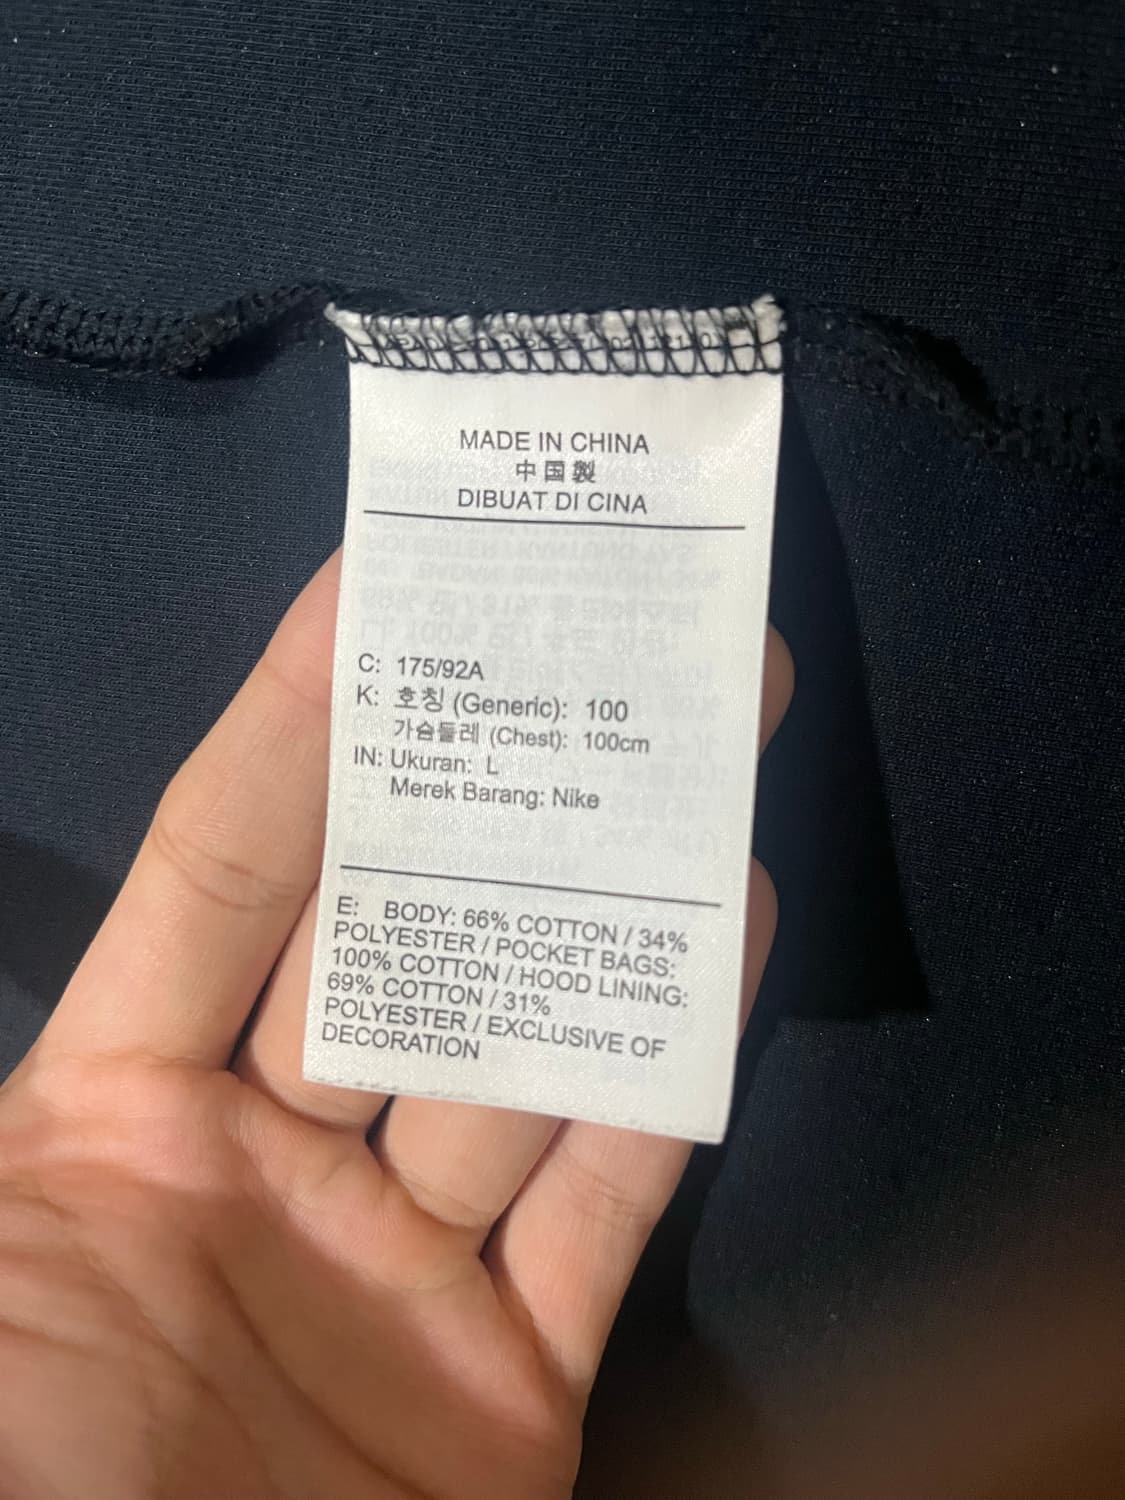 MADE IN CHINA
中国製
DIBUAT DI CINA
C: 175/92A
K: 호칭 (Generic): 100
가슴둘레 (Chest): 100cm
IN: Ukuran: L
Merek Barang: Nike
E: BODY: 66% COTTON / 34%
POLYESTER / POCKET BAGS:
100% COTTON / HOOD LINING:
69% COTTON / 31%
POLYESTER / EXCLUSIVE OF
DECORATION